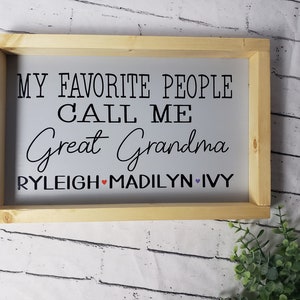 MY FAVORITE PEOPLE
CALL ME
Great Grandma
RYLEIGH♥MADILYN♥IVY